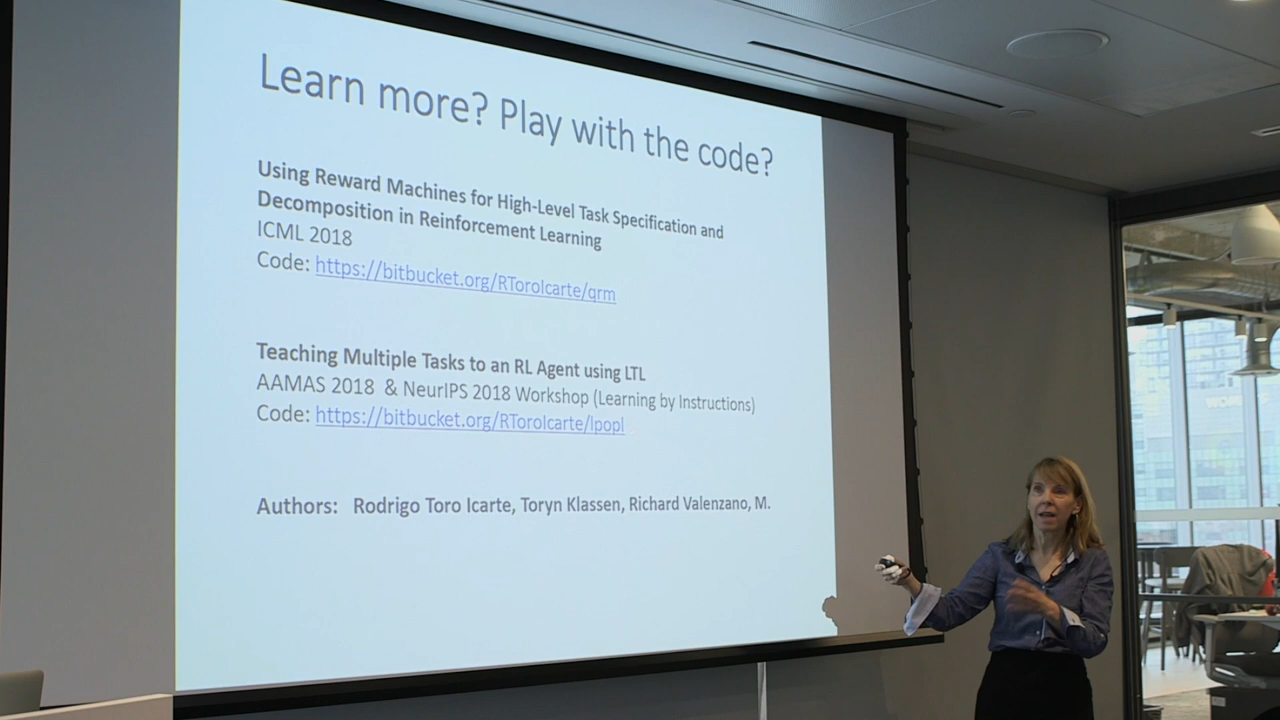 Learn more? Play with the code?
Using Reward Machines for High-Level Task Specification and
Decomposition in Reinforcement Learning
ICML 2018
Code: https://bitbucket.org/RToroIcarte/qrm
Teaching Multiple Tasks to an RL Agent using LTL
AAMAS 2018 & NeurIPS 2018 Workshop (Learning by Instructions)
Code: https://bitbucket.org/RToroIcarte/lpopl
Authors: Rodrigo Toro Icarte, Toryn Klassen, Richard Valenzano, M.